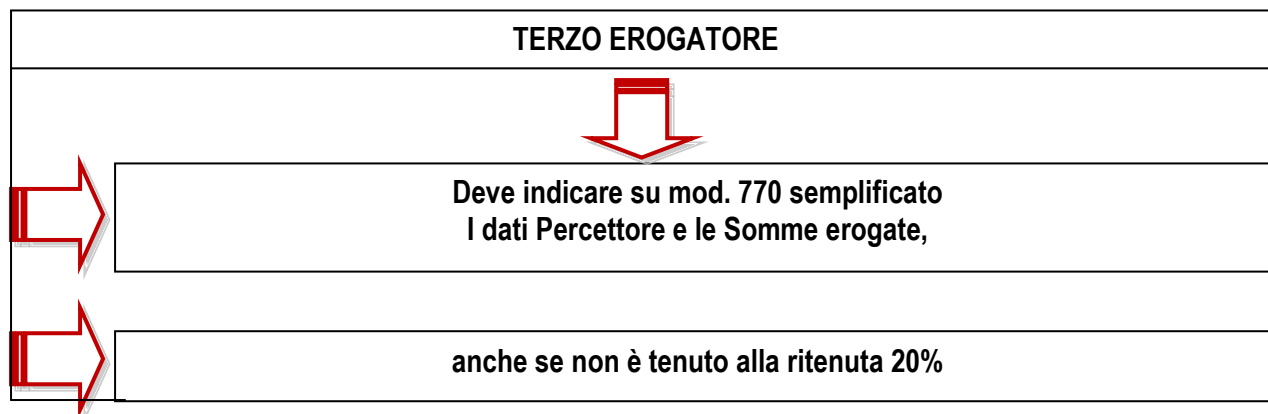 TERZO EROGATORE
Deve indicare su mod. 770 semplificato
I dati Percettore e le Somme erogate,
anche se non è tenuto alla ritenuta 20%